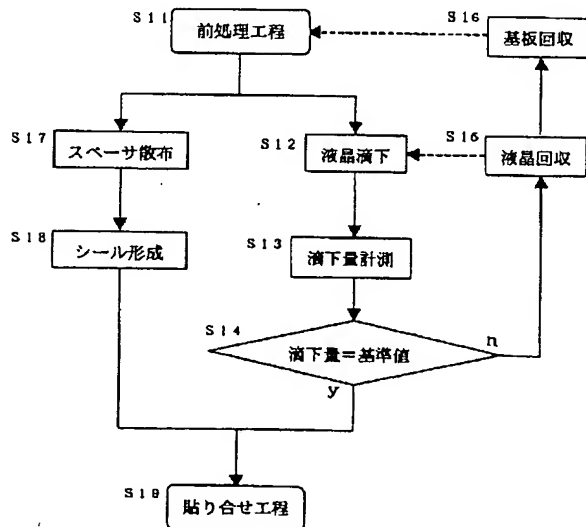 S11
前処理工程
S16
基板回収
S17
スペーサ散布
S12
液晶滴下
S15
液晶回収
S18
シール形成
S13
滴下量計測
S14
滴下量=基準値
n
y
S19
貼り合せ工程